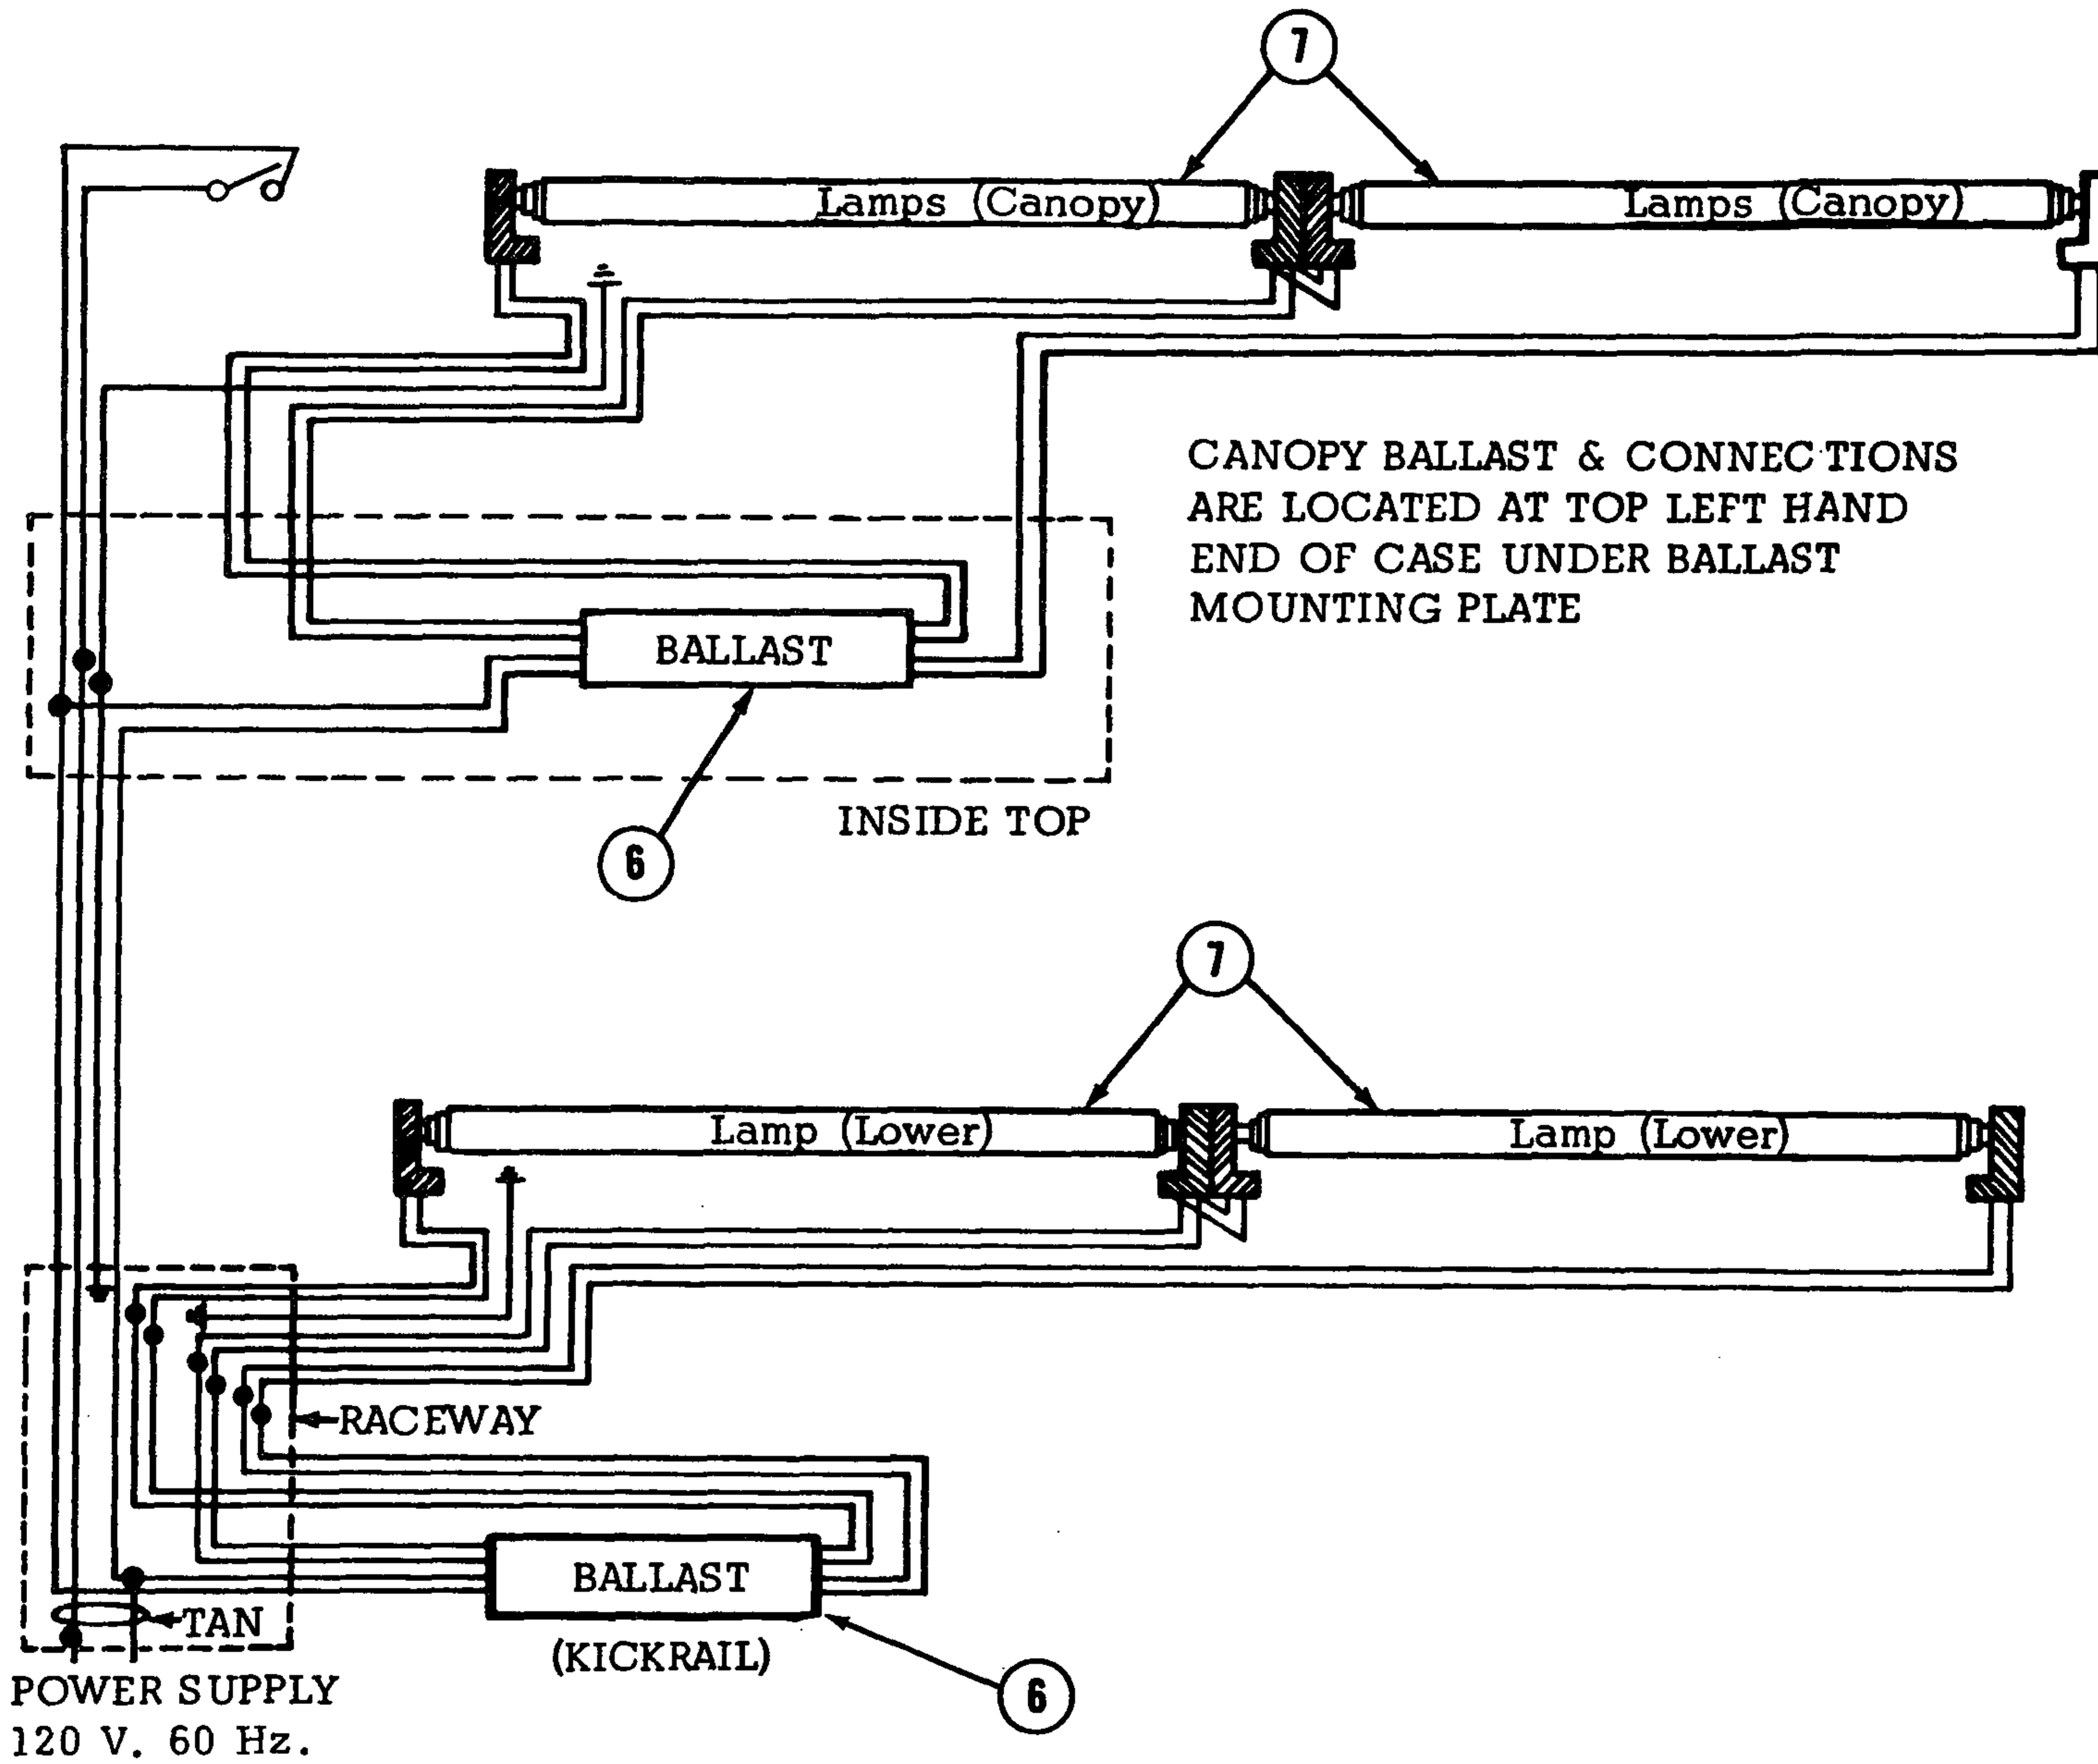 7
Lamps (Canopy)
Lamps (Canopy)
CANOPY BALLAST & CONNECTIONS
ARE LOCATED AT TOP LEFT HAND
END OF CASE UNDER BALLAST
MOUNTING PLATE
BALLAST
INSIDE TOP
6
7
Lamp (Lower)
Lamp (Lower)
RACEWAY
BALLAST
TAN
(KICKRAIL)
6
POWER SUPPLY
120 V. 60 Hz.